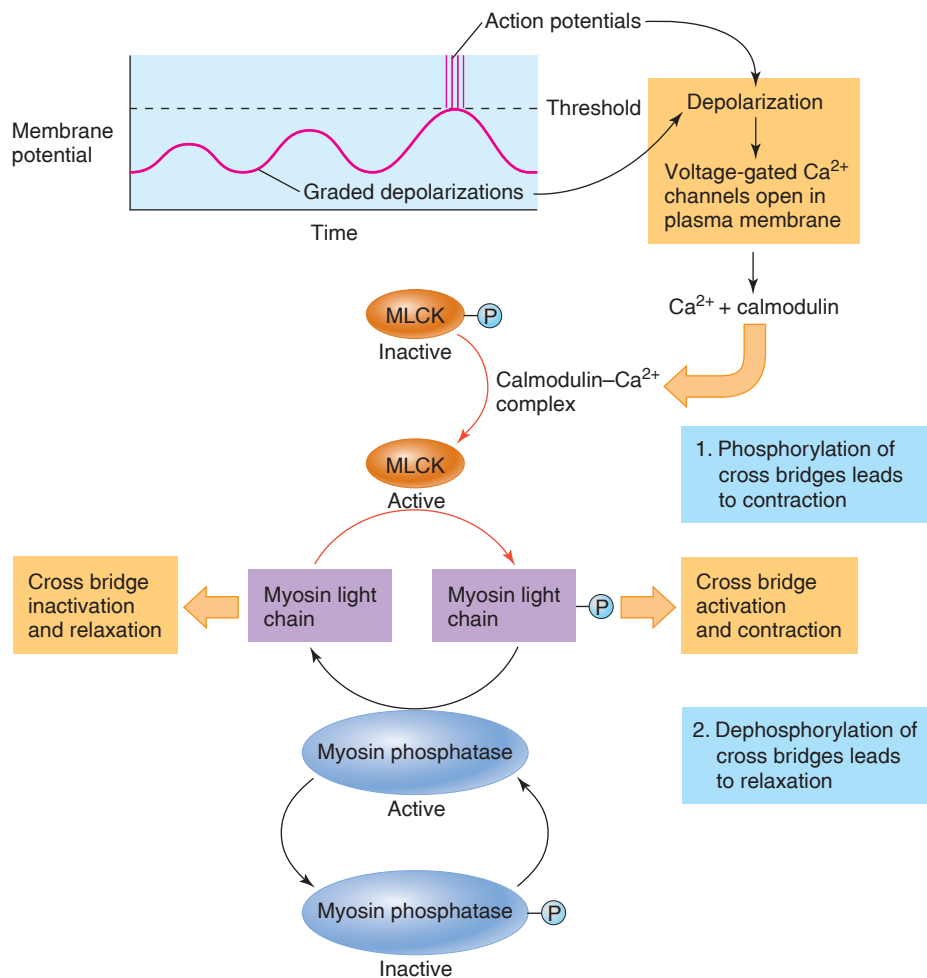 Action potentials
Membrane
potential
Threshold
Graded depolarizations
Time
Depolarization
Voltage-gated Ca²⁺
channels open in
plasma membrane
Ca²⁺ + calmodulin
MLCK
P
Inactive
Calmodulin–Ca²⁺
complex
MLCK
Active
1. Phosphorylation of
cross bridges leads
to contraction
Cross bridge
inactivation
and relaxation
Myosin light
chain
Myosin light
chain
P
Cross bridge
activation
and contraction
Myosin phosphatase
Active
2. Dephosphorylation of
cross bridges leads
to relaxation
Myosin phosphatase
P
Inactive